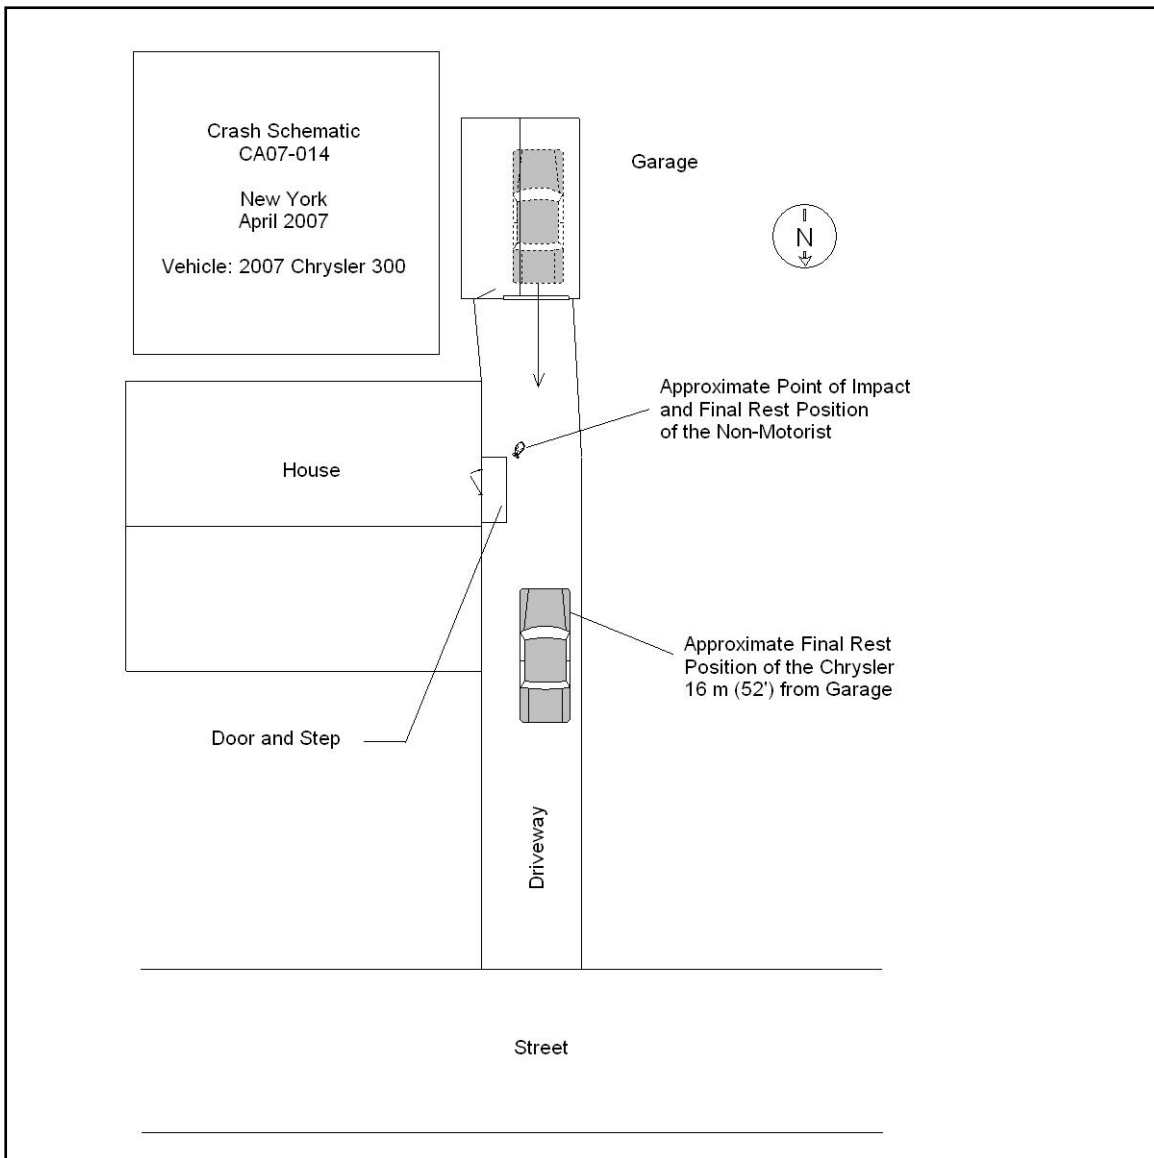 Crash Schematic
CA07-014
New York
April 2007
Vehicle: 2007 Chrysler 300
Garage
N
Approximate Point of Impact
and Final Rest Position
of the Non-Motorist
House
Approximate Final Rest
Position of the Chrysler
16 m (52') from Garage
Door and Step
Driveway
Street